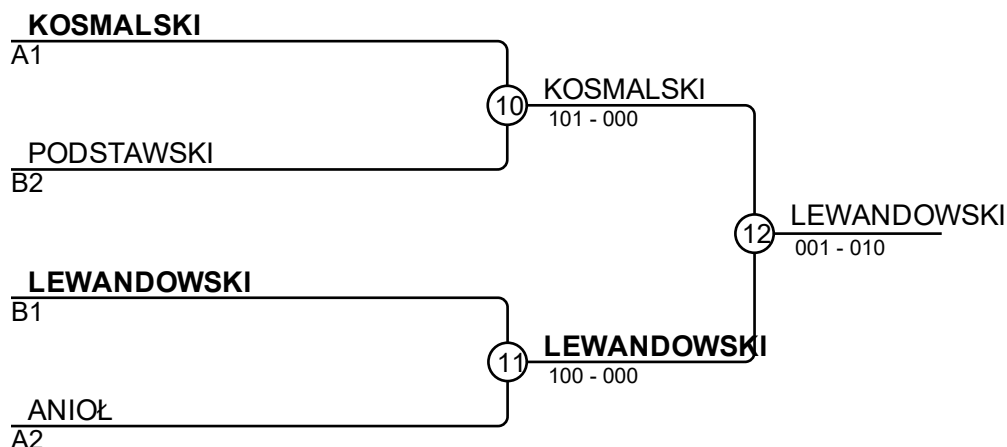 KOSMALSKI
A1
10
KOSMALSKI
101 - 000
PODSTAWSKI
B2
12
LEWANDOWSKI
001 - 010
LEWANDOWSKI
B1
11
LEWANDOWSKI
100 - 000
ANIOŁ
A2